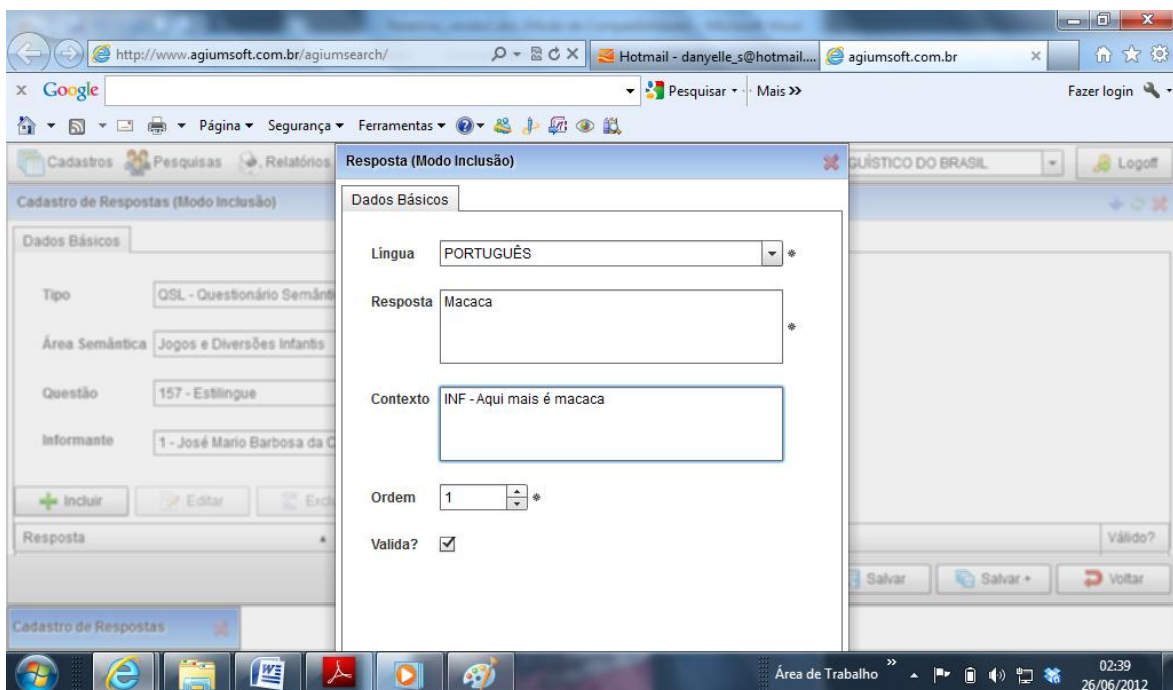 http://www.agiumsoft.com.br/agiumsearch/ Hotmail - danyelle_s@hotmail.... agiumsoft.com.br
x Google Pesquisar Mais >> Fazer login
Página Segurança Ferramentas
Cadastros Pesquisas Relatórios Resposta (Modo Inclusão) GUÍSTICO DO BRASIL Logoff
Cadastro de Respostas (Modo Inclusão) Dados Básicos
Dados Básicos
Língua PORTUGUÊS *
Tipo QSL - Questionário Semânti Resposta Macaca *
Área Semântica Jogos e Diversões Infantis
Questão 157 - Estilingue Contexto INF - Aqui mais é macaca
Informante 1 - José Mario Barbosa da C
Incluir Editar Exclu Ordem 1 *
Resposta Valida? Válido?
Salvar Salvar + Voltar
Cadastro de Respostas
Área de Trabalho 02:39
26/06/2012